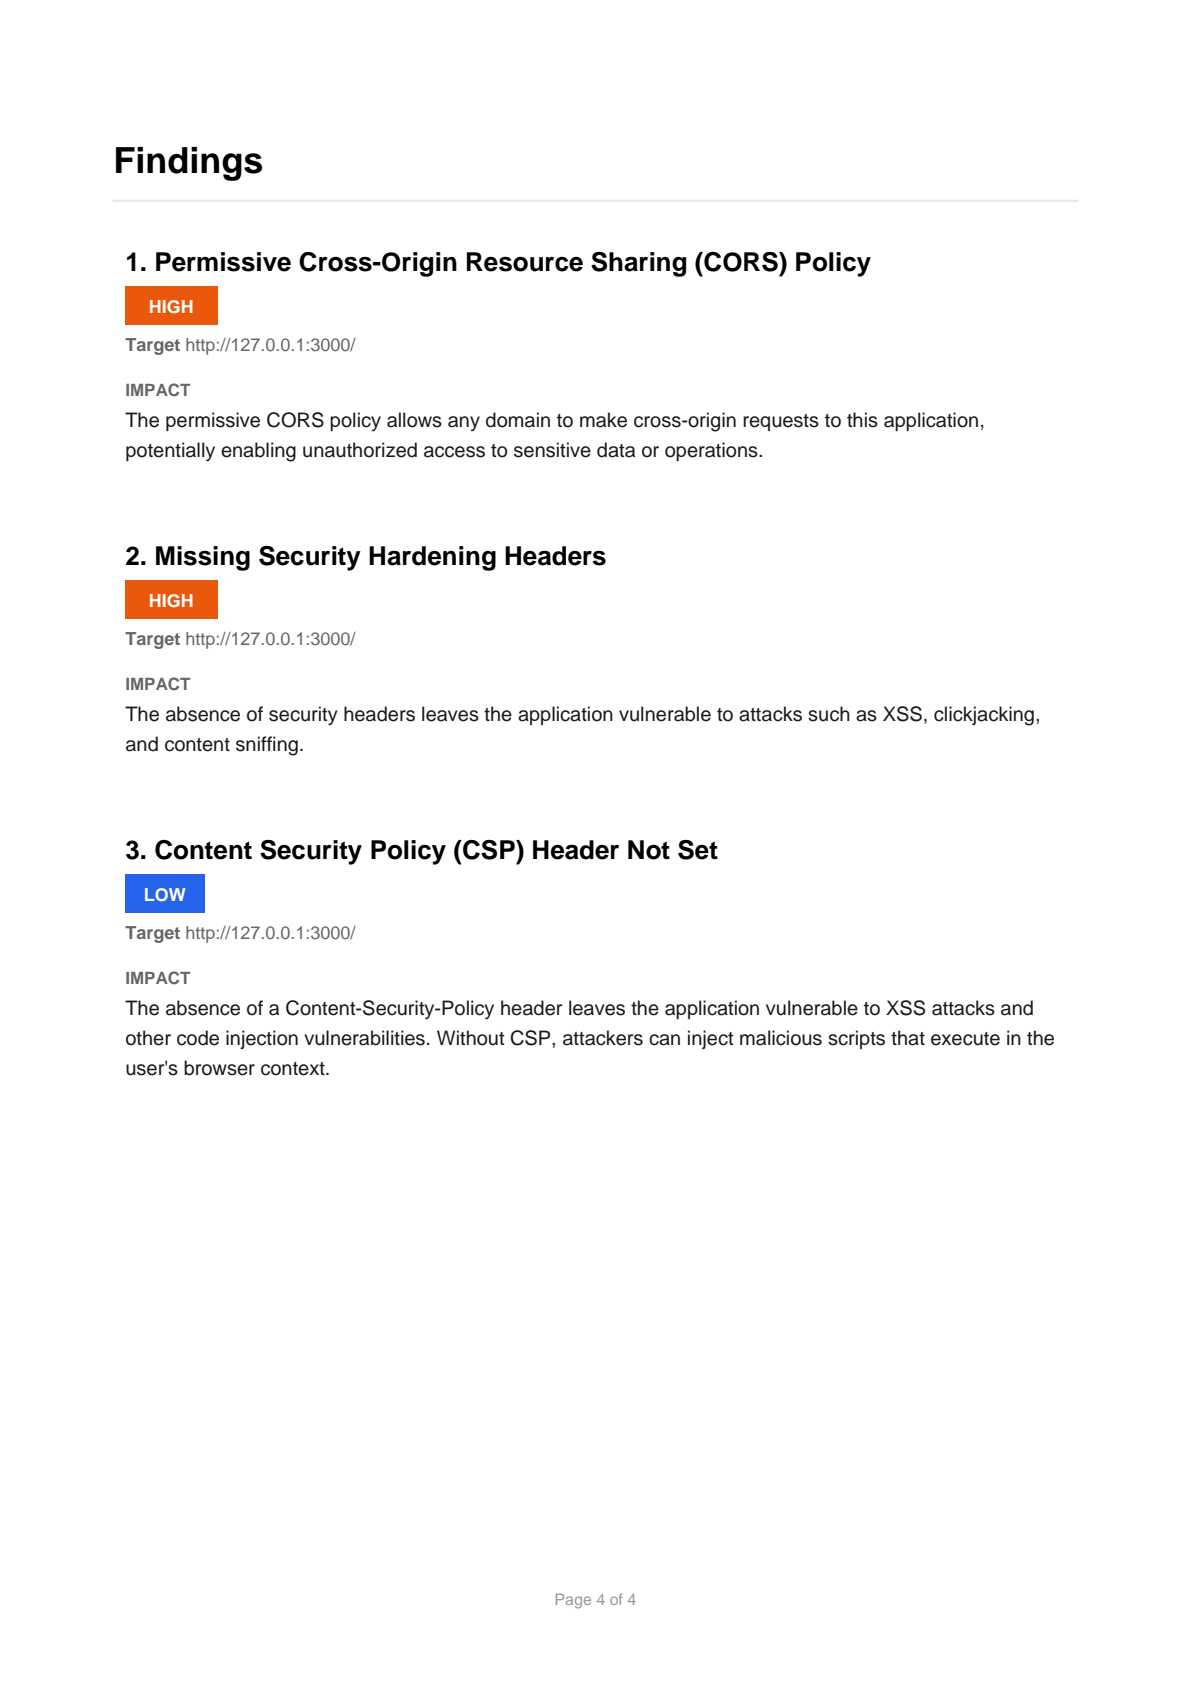 Findings
1. Permissive Cross-Origin Resource Sharing (CORS) Policy
HIGH
Target http://127.0.0.1:3000/
IMPACT
The permissive CORS policy allows any domain to make cross-origin requests to this application,
potentially enabling unauthorized access to sensitive data or operations.
2. Missing Security Hardening Headers
HIGH
Target http://127.0.0.1:3000/
IMPACT
The absence of security headers leaves the application vulnerable to attacks such as XSS, clickjacking,
and content sniffing.
3. Content Security Policy (CSP) Header Not Set
LOW
Target http://127.0.0.1:3000/
IMPACT
The absence of a Content-Security-Policy header leaves the application vulnerable to XSS attacks and
other code injection vulnerabilities. Without CSP, attackers can inject malicious scripts that execute in the
user's browser context.
Page 4 of 4